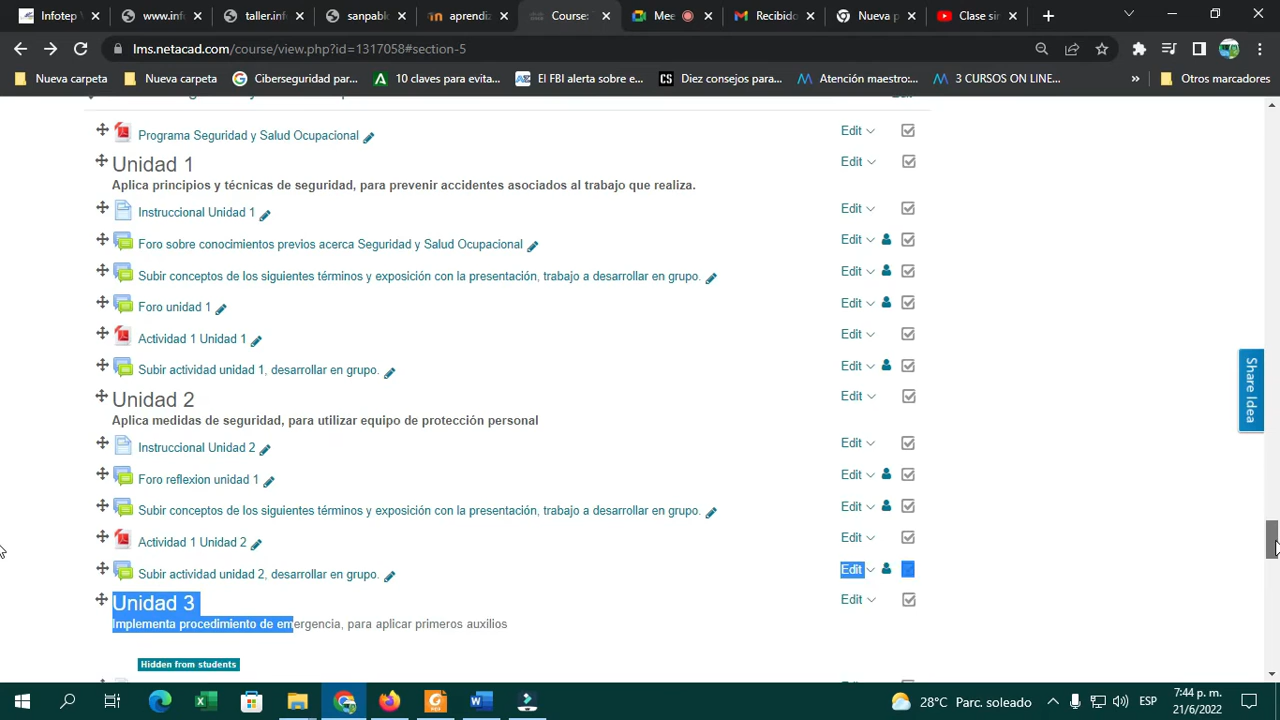 Infotep V
www.info
taller.info
sanpable
aprendiz
Course:
Mee
Recibido
Nueva p
Clase sin
lms.netacad.com/course/view.php?id=1317058#section-5
Nueva carpeta
Nueva carpeta
Ciberseguridad par...
10 claves para evita...
El FBI alerta sobre e...
Diez consejos para...
Atención maestro:...
3 CURSOS ON LINE...
»
Otros marcadores
Programa Seguridad y Salud Ocupacional
Edit
Unidad 1
Edit
Aplica principios y técnicas de seguridad, para prevenir accidentes asociados al trabajo que realiza.
Instruccional Unidad 1
Edit
Foro sobre conocimientos previos acerca Seguridad y Salud Ocupacional
Edit
Subir conceptos de los siguientes términos y exposición con la presentación, trabajo a desarrollar en grupo.
Edit
Foro unidad 1
Edit
Actividad 1 Unidad 1
Edit
Subir actividad unidad 1, desarrollar en grupo.
Edit
Unidad 2
Edit
Aplica medidas de seguridad, para utilizar equipo de protección personal
Instruccional Unidad 2
Edit
Foro reflexion unidad 1
Edit
Subir conceptos de los siguientes términos y exposición con la presentación, trabajo a desarrollar en grupo.
Edit
Actividad 1 Unidad 2
Edit
Subir actividad unidad 2, desarrollar en grupo.
Edit
Unidad 3
Edit
Implementa procedimiento de emergencia, para aplicar primeros auxilios
Hidden from students
Share Idea
28°C Parc. soleado
ESP
7:44 p. m.
21/6/2022